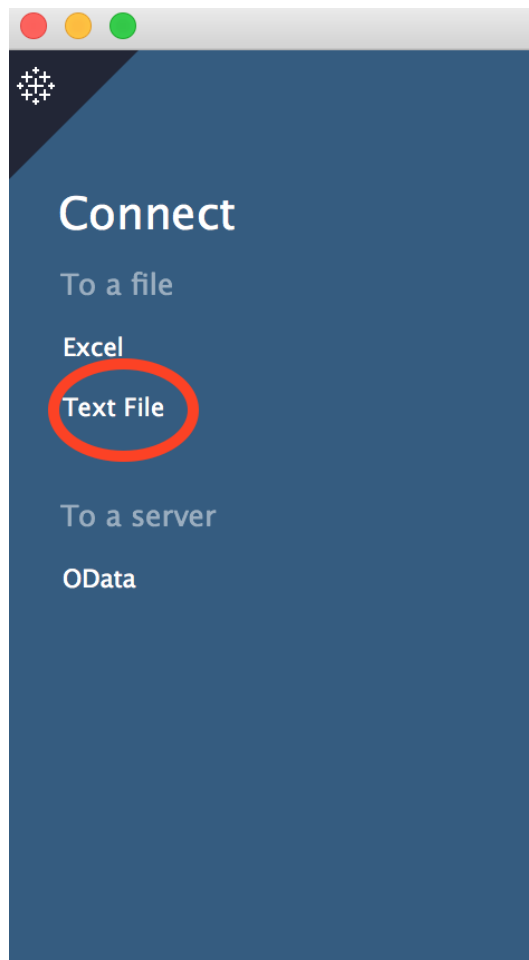 Connect
To a file
Excel
Text File
To a server
OData